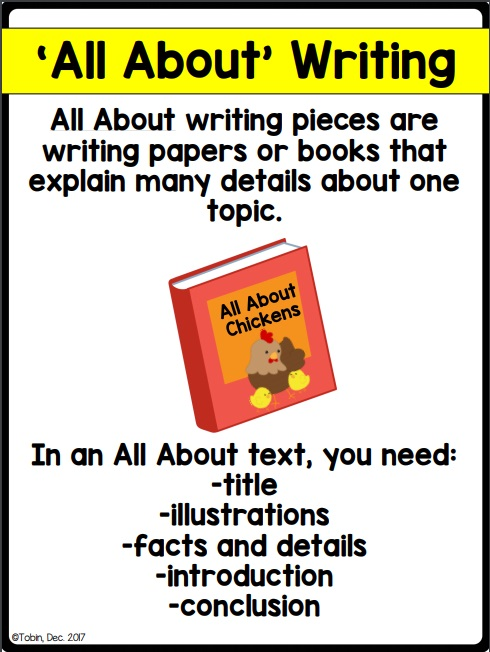 ‘All About’ Writing
All About writing pieces are
writing papers or books that
explain many details about one
topic.
All About
Chickens
In an All About text, you need:
-title
-illustrations
-facts and details
-introduction
-conclusion
©Tobin, Dec. 2017